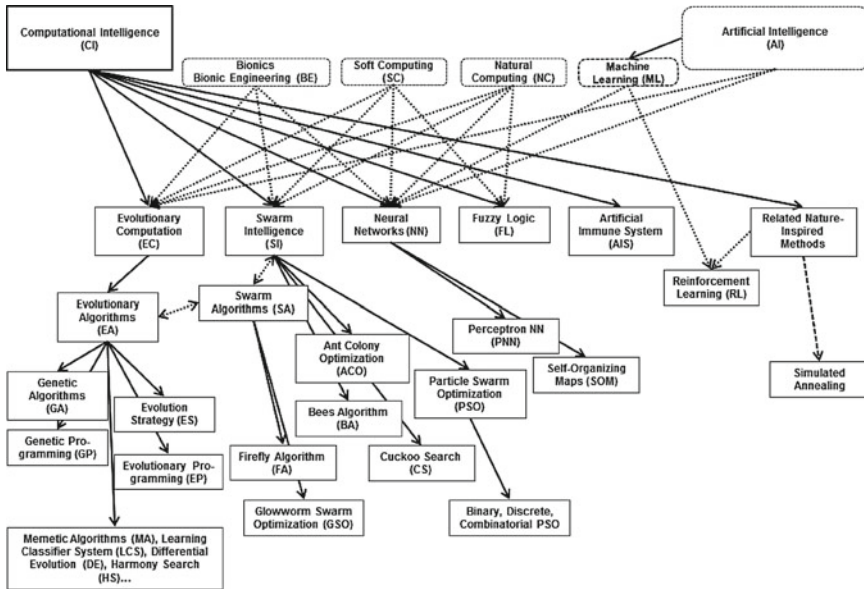 Computational Intelligence
(CI)
Artificial Intelligence
(AI)
Bionics
Bionic Engineering (BE)
Soft Computing
(SC)
Natural
Computing (NC)
Machine
Learning (ML)
Evolutionary
Computation
(EC)
Swarm
Intelligence
(SI)
Neural
Networks (NN)
Fuzzy Logic
(FL)
Artificial
Immune System
(AIS)
Related Nature-
Inspired
Methods
Reinforcement
Learning (RL)
Evolutionary
Algorithms
(EA)
Swarm
Algorithms (SA)
Ant Colony
Optimization
(ACO)
Perceptron NN
(PNN)
Self-Organizing
Maps (SOM)
Simulated
Annealing
Genetic
Algorithms
(GA)
Evolution
Strategy (ES)
Bees Algorithm
(BA)
Particle Swarm
Optimization
(PSO)
Genetic Pro-
gramming (GP)
Evolutionary Pro-
gramming (EP)
Firefly Algorithm
(FA)
Cuckoo Search
(CS)
Glowworm Swarm
Optimization (GSO)
Binary, Discrete,
Combinatorial PSO
Memetic Algorithms (MA), Learning
Classifier System (LCS), Differential
Evolution (DE), Harmony Search
(HS)...